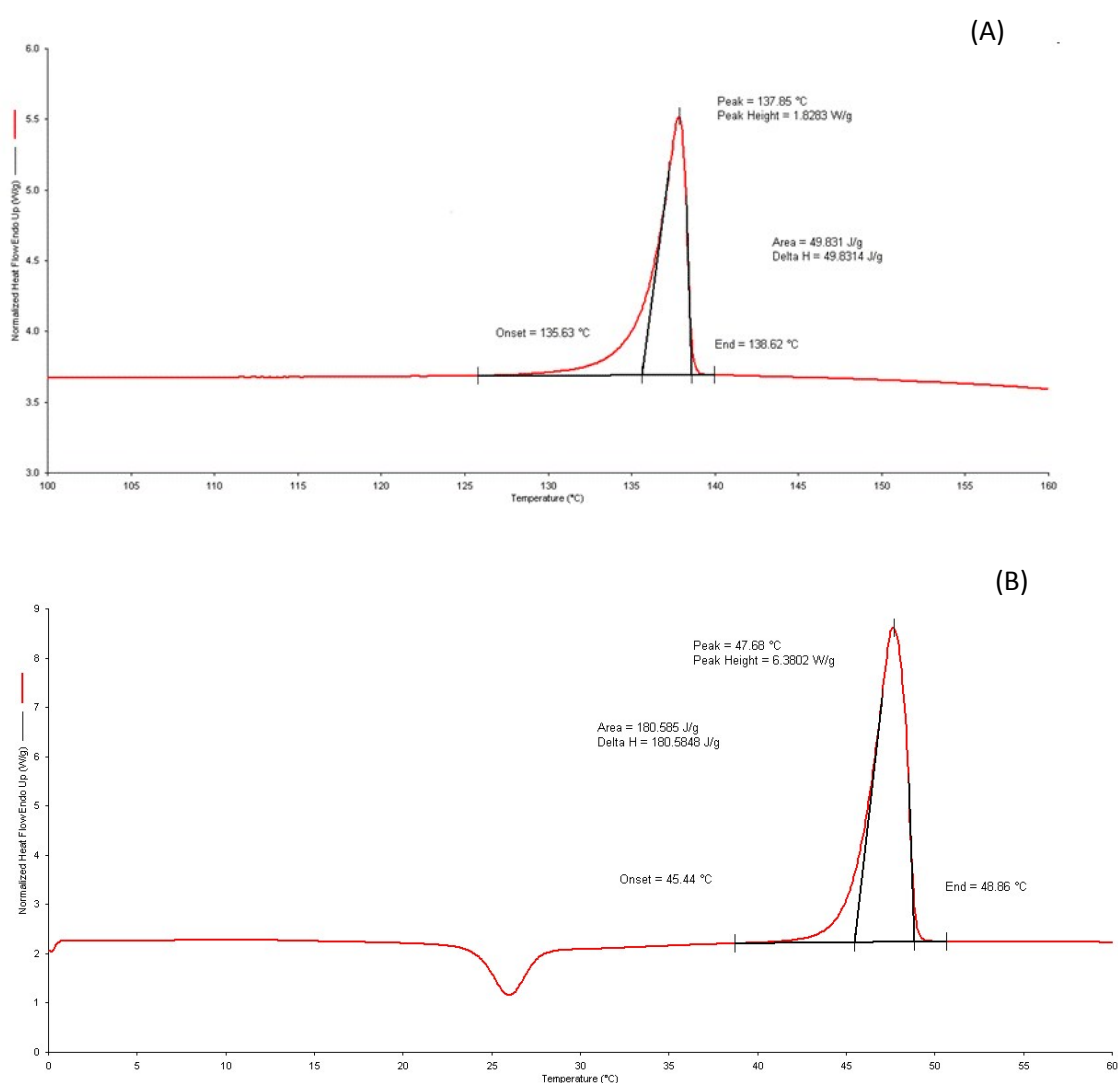 (A)
6.0
Peak = 137.85 °C
Peak Height = 1.8283 W/g
5.5
5.0
Normalized Heat Flow Endo Up (W/g)
Area = 49.831 J/g
Delta H = 49.8314 J/g
4.5
Onset = 135.63 °C
End = 138.62 °C
4.0
3.5
3.0
100 105 110 115 120 125 130 135 140 145 150 155 160
Temperature (°C)
(B)
9
Peak = 47.68 °C
Peak Height = 6.3802 W/g
8
7
Area = 180.585 J/g
Delta H = 180.5848 J/g
6
Normalized Heat Flow Endo Up (W/g)
5
4
Onset = 45.44 °C
End = 48.86 °C
3
2
1
0
0 5 10 15 20 25 30 35 40 45 50 55 60
Temperature (°C)